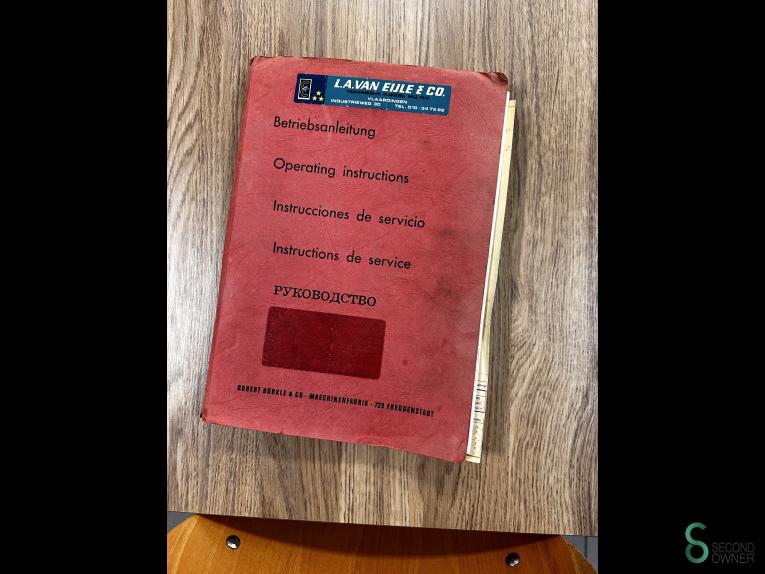 L.A.VAN EIJLE & CO.
VLAARDINGEN
INDUSTRIEWEG 30 TEL. 010 - 34 75 22
Betriebsanleitung
Operating instructions
Instrucciones de servicio
Instructions de service
РУКОВОДСТВО
ROBERT BÜRKLE & CO · MASCHINENFABRIK · 729 FREUDENSTADT
SECOND
OWNER